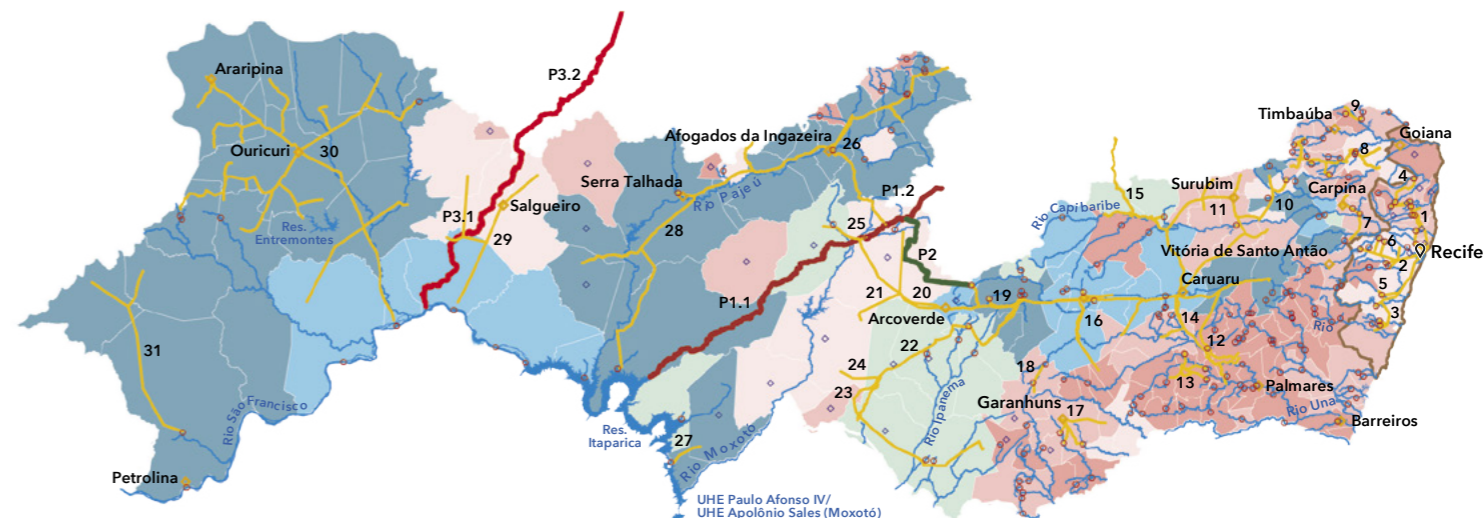 Araripina
Ouricuri
30
Res.
Entremontes
31
Rio São Francisco
Petrolina
P3.2
P3.1
Salgueiro
29
Serra Talhada
Afogados da Ingazeira
26
Rio Pajeú
28
P1.2
25
P1.1
P2
21
20
Arcoverde
19
22
24
23
Res.
Itaparica
27
Rio Moxotó
UHE Paulo Afonso IV/
UHE Apolônio Sales (Moxotó)
Rio Ipanema
Rio Capibaribe
15
Surubim
11
10
Timbaúba
9
8
Goiana
4
Carpina
7
1
6
Recife
2
Vitória de Santo Antão
5
3
Caruaru
16
14
Rio
12
13
Palmares
18
Garanhuns
17
Rio Una
Barreiros